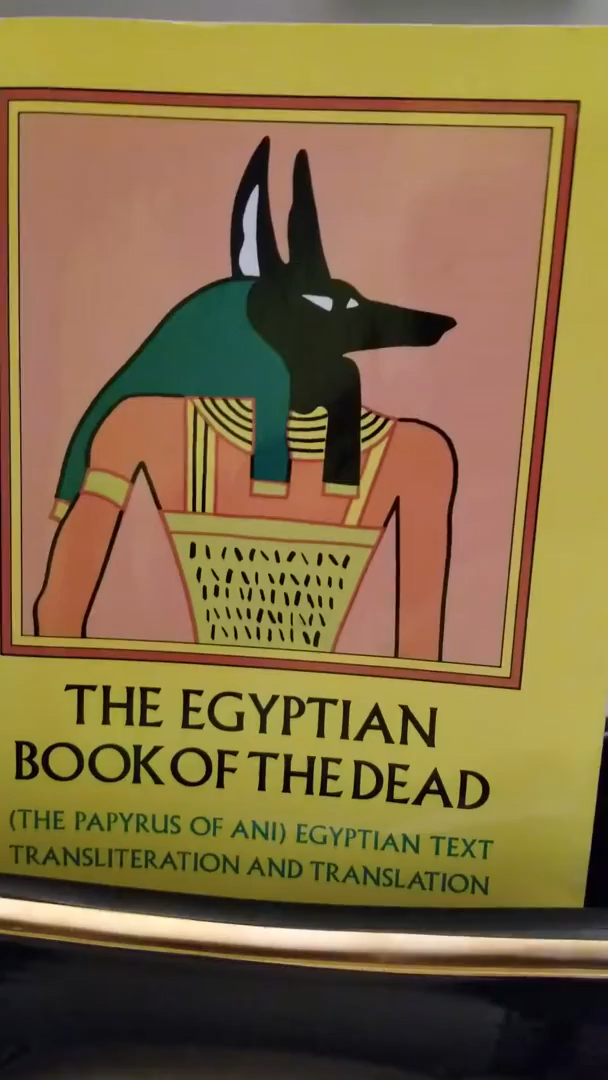 THE EGYPTIAN
BOOK OF THE DEAD
(THE PAPYRUS OF ANI) EGYPTIAN TEXT
TRANSLITERATION AND TRANSLATION